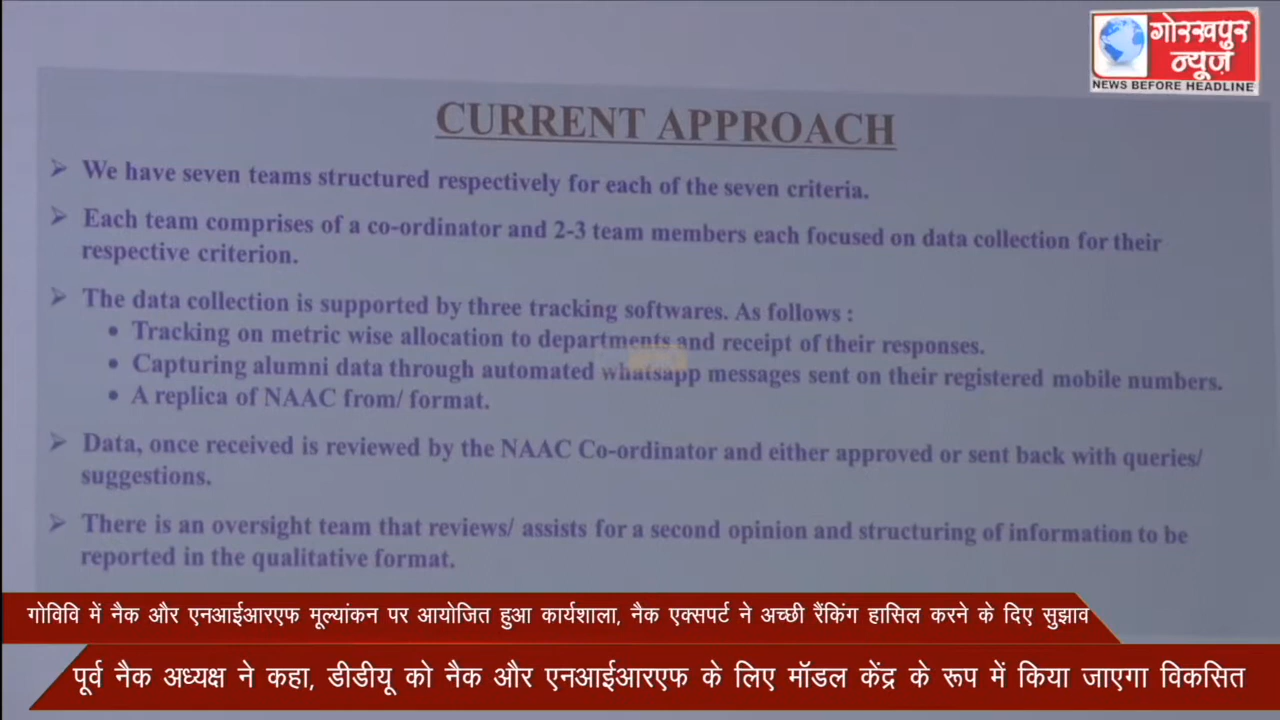 गोरखपुर
न्यूज़
NEWS BEFORE HEADLINE
CURRENT APPROACH
➢ We have seven teams structured respectively for each of the seven criteria.
➢ Each team comprises of a co-ordinator and 2-3 team members each focused on data collection for their
respective criterion.
➢ The data collection is supported by three tracking softwares. As follows :
• Tracking on metric wise allocation to departments and receipt of their responses.
• Capturing alumni data through automated whatsapp messages sent on their registered mobile numbers.
• A replica of NAAC from/ format.
➢ Data, once received is reviewed by the NAAC Co-ordinator and either approved or sent back with queries/
suggestions.
➢ There is an oversight team that reviews/ assists for a second opinion and structuring of information to be
reported in the qualitative format.
गोविवि में नैक और एनआईआरएफ मूल्यांकन पर आयोजित हुआ कार्यशाला, नैक एक्सपर्ट ने अच्छी रैंकिंग हासिल करने के दिए सुझाव
पूर्व नैक अध्यक्ष ने कहा, डीडीयू को नैक और एनआईआरएफ के लिए मॉडल केंद्र के रूप में किया जाएगा विकसित